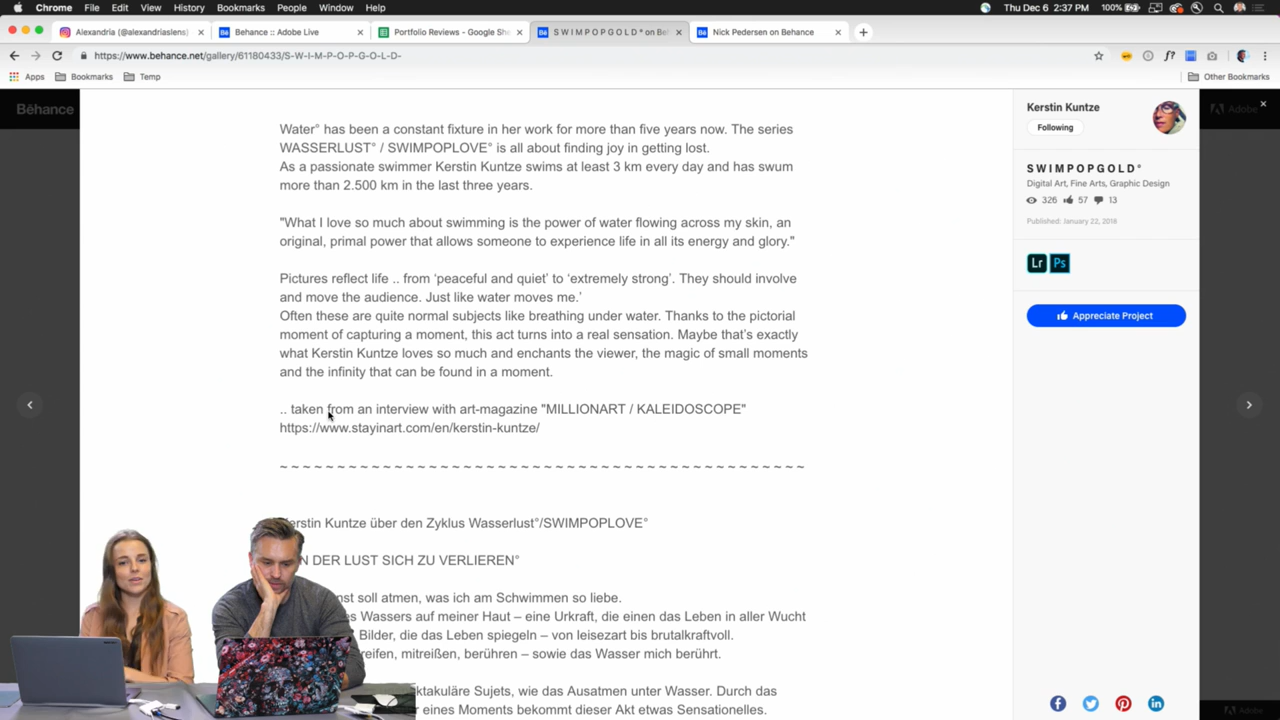 Chrome File Edit View History Bookmarks People Window Help
100% Thu Dec 6 2:37 PM
Alexandria (@alexandriaslens)
Behance :: Adobe Live
Portfolio Reviews - Google She
S W I M P O P G O L D ° on Beh
Nick Pedersen on Behance
https://www.behance.net/gallery/61180433/S-W-I-M-P-O-P-G-O-L-D-
Apps Bookmarks Temp Other Bookmarks
Bēhance
Adobe
Water° has been a constant fixture in her work for more than five years now. The series
WASSERLUST° / SWIMPOPLOVE° is all about finding joy in getting lost.
As a passionate swimmer Kerstin Kuntze swims at least 3 km every day and has swum
more than 2.500 km in the last three years.
"What I love so much about swimming is the power of water flowing across my skin, an
original, primal power that allows someone to experience life in all its energy and glory."
Pictures reflect life .. from ‘peaceful and quiet’ to ‘extremely strong’. They should involve
and move the audience. Just like water moves me.’
Often these are quite normal subjects like breathing under water. Thanks to the pictorial
moment of capturing a moment, this act turns into a real sensation. Maybe that’s exactly
what Kerstin Kuntze loves so much and enchants the viewer, the magic of small moments
and the infinity that can be found in a moment.
.. taken from an interview with art-magazine "MILLIONART / KALEIDOSCOPE"
https://www.stayinart.com/en/kerstin-kuntze/
~ ~ ~ ~ ~ ~ ~ ~ ~ ~ ~ ~ ~ ~ ~ ~ ~ ~ ~ ~ ~ ~ ~ ~ ~ ~ ~ ~ ~ ~ ~ ~ ~ ~ ~ ~ ~ ~ ~ ~ ~ ~ ~ ~ ~ ~ ~
erstin Kuntze über den Zyklus Wasserlust°/SWIMPOPLOVE°
N DER LUST SICH ZU VERLIEREN°
nst soll atmen, was ich am Schwimmen so liebe.
es Wassers auf meiner Haut – eine Urkraft, die einen das Leben in aller Wucht
Bilder, die das Leben spiegeln – von leisezart bis brutalkraftvoll.
reifen, mitreißen, berühren – sowie das Wasser mich berührt.
ktakuläre Sujets, wie das Ausatmen unter Wasser. Durch das
eines Moments bekommt dieser Akt etwas Sensationelles.
Kerstin Kuntze
Following
S W I M P O P G O L D °
Digital Art, Fine Arts, Graphic Design
326 57 13
Published: January 22, 2018
Lr Ps
Appreciate Project
Adobe